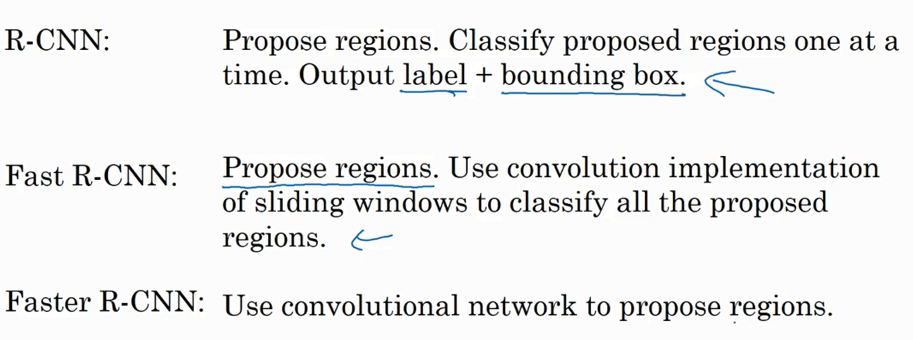 R-CNN: Propose regions. Classify proposed regions one at a
time. Output label + bounding box.
Fast R-CNN: Propose regions. Use convolution implementation
of sliding windows to classify all the proposed
regions.
Faster R-CNN: Use convolutional network to propose regions.